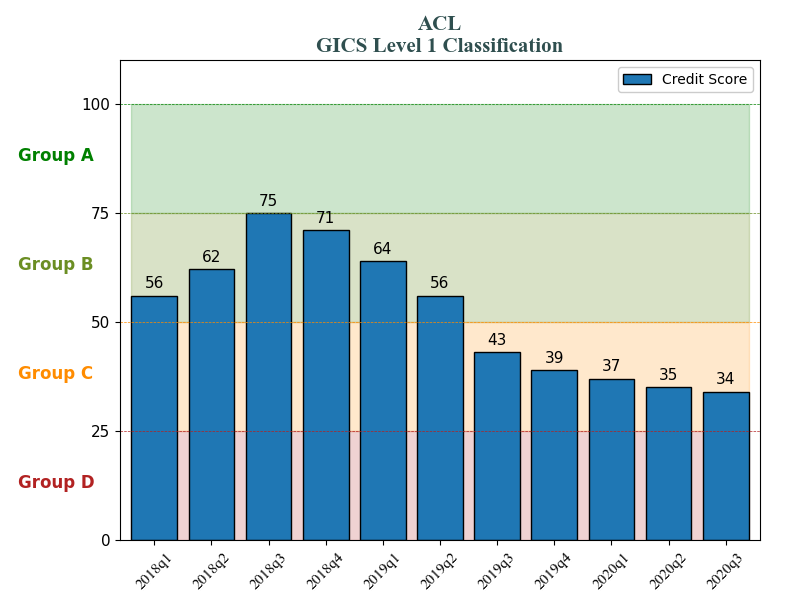 ACL
GICS Level 1 Classification
Credit Score
100
Group A
75
75
71
64
62
Group B
56
56
50
43
39
37
35
34
Group C
25
Group D
0
2018q1
2018q2
2018q3
2018q4
2019q1
2019q2
2019q3
2019q4
2020q1
2020q2
2020q3